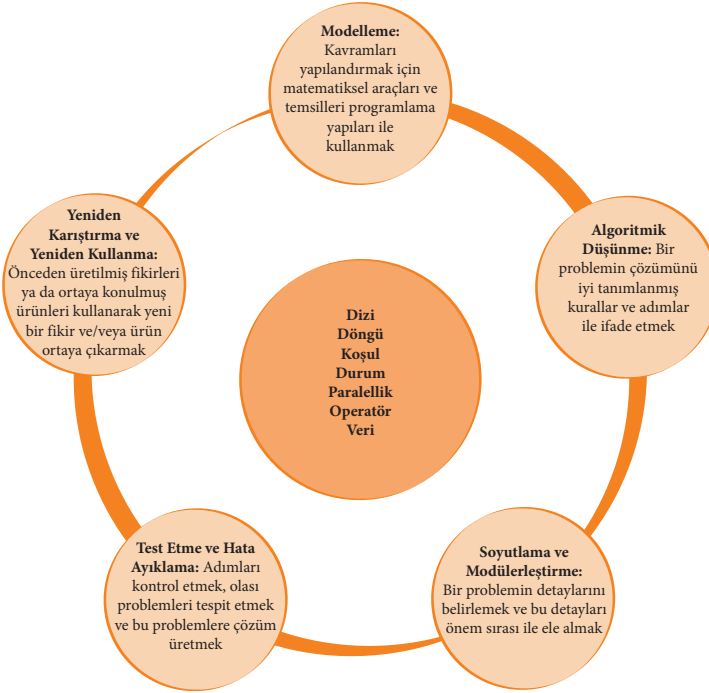 Modelleme:
Kavramları
yapılandırmak için
matematiksel araçları ve
temsilleri programlama
yapıları ile
kullanmak
Algoritmik
Düşünme: Bir
problemin çözümünü
iyi tanımlanmış
kurallar ve adımlar
ile ifade etmek
Soyutlama ve
Modülerleştirme:
Bir problemin detaylarını
belirlemek ve bu detayları
önem sırası ile ele almak
Test Etme ve Hata
Ayıklama: Adımları
kontrol etmek, olası
problemleri tespit etmek
ve bu problemlere çözüm
üretmek
Yeniden
Karıştırma ve
Yeniden Kullanma:
Önceden üretilmiş fikirleri
ya da ortaya konulmuş
ürünleri kullanarak yeni
bir fikir ve/veya ürün
ortaya çıkarmak
Dizi
Döngü
Koşul
Durum
Paralellik
Operatör
Veri